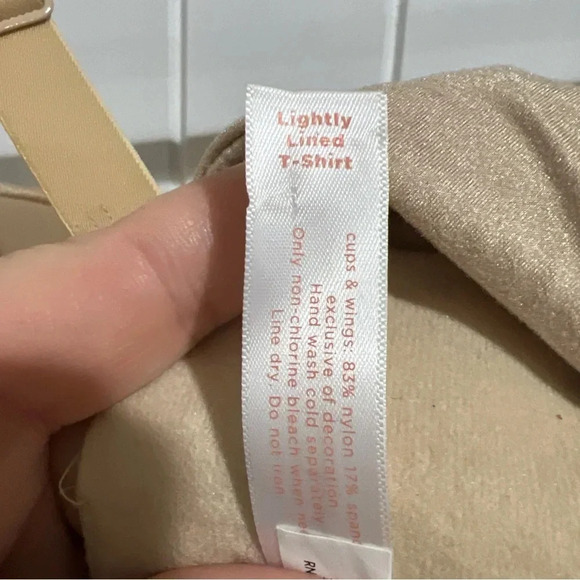 Lightly
Lined
T-Shirt
cups & wings: 83% nylon 17% span
exclusive of decoration
Hand wash cold separately
Only non-chlorine bleach when ne
Line dry. Do not iron
RN